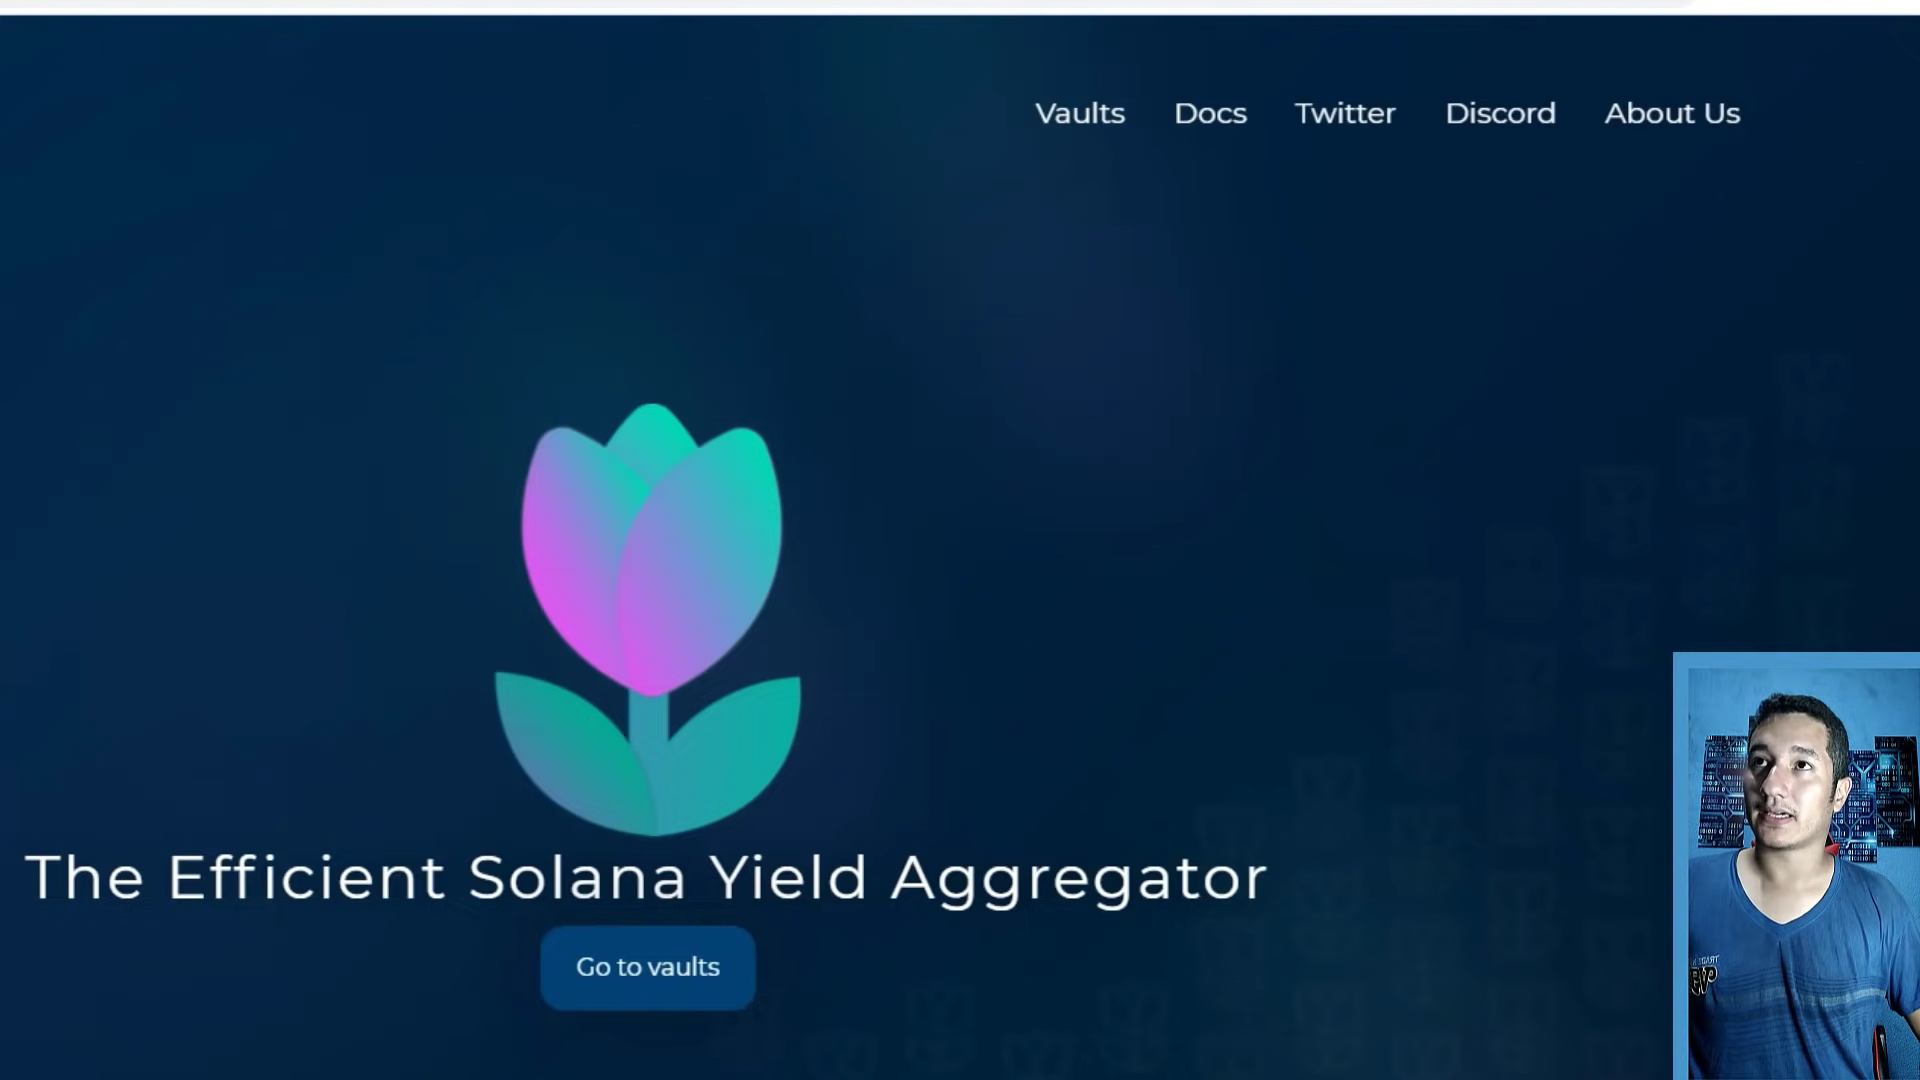 Vaults Docs Twitter Discord About Us
The Efficient Solana Yield Aggregator
Go to vaults